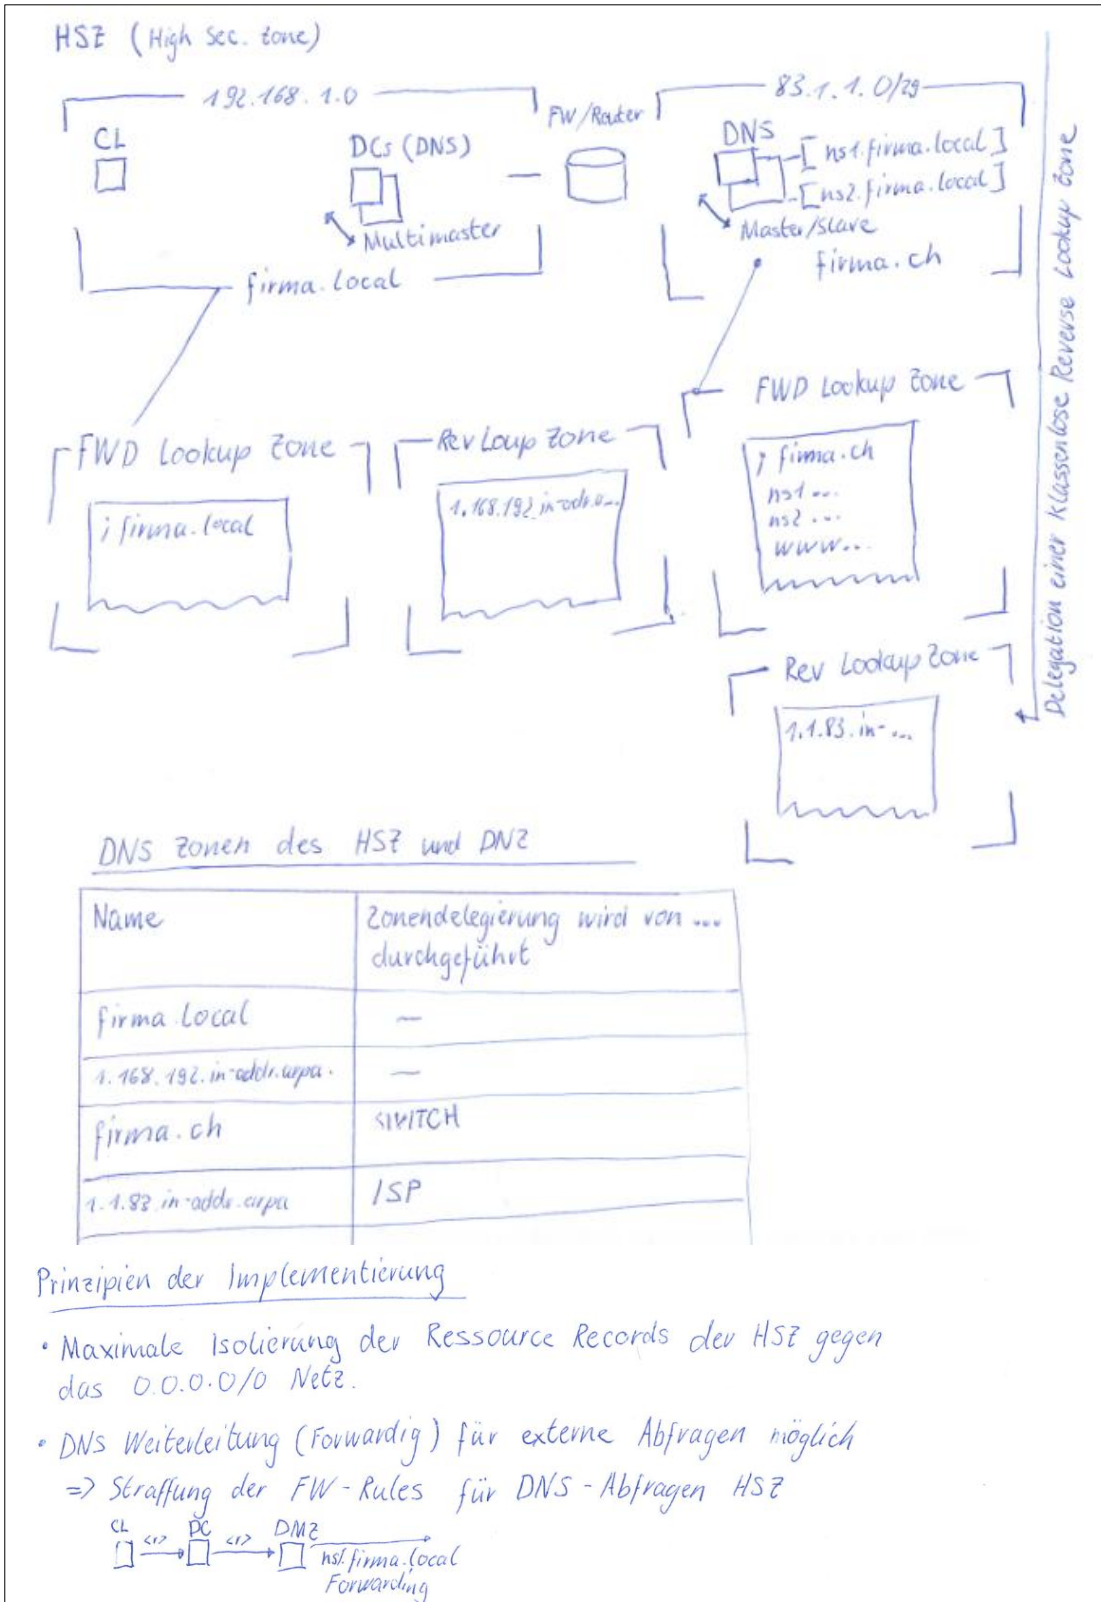 HSZ (High Sec. Zone)
192.168.1.0
CL
DCs (DNS)
Multimaster
firma.local
FW/Router
83.1.1.0/29
DNS
[ns1.firma.local]
[ns2.firma.local]
Master/Slave
firma.ch
Delegation einer Klassenlose Reverse Lookup Zone
FWD Lookup Zone
; firma.local
Rev Loup Zone
1.168.192.in-adr.a...
FWD Lookup Zone
; firma.ch
ns1...
ns2...
www...
Rev Lookup Zone
1.1.83.in-...
DNS Zonen des HSZ und DNZ
Name
Zonendelegierung wird von ...
durchgeführt
firma.local
—
1.168.192.in-addr.arpa.
—
firma.ch
SWITCH
1.1.83.in-addr.arpa
ISP
Prinzipien der Implementierung
• Maximale Isolierung der Ressource Records der HSZ gegen
das 0.0.0.0/0 Netz.
• DNS Weiterleitung (Forwardig) für externe Abfragen möglich
=> Straffung der FW-Rules für DNS-Abfragen HSZ
CL <r> DC <r> DMZ
ns1.firma.local
Forwarding